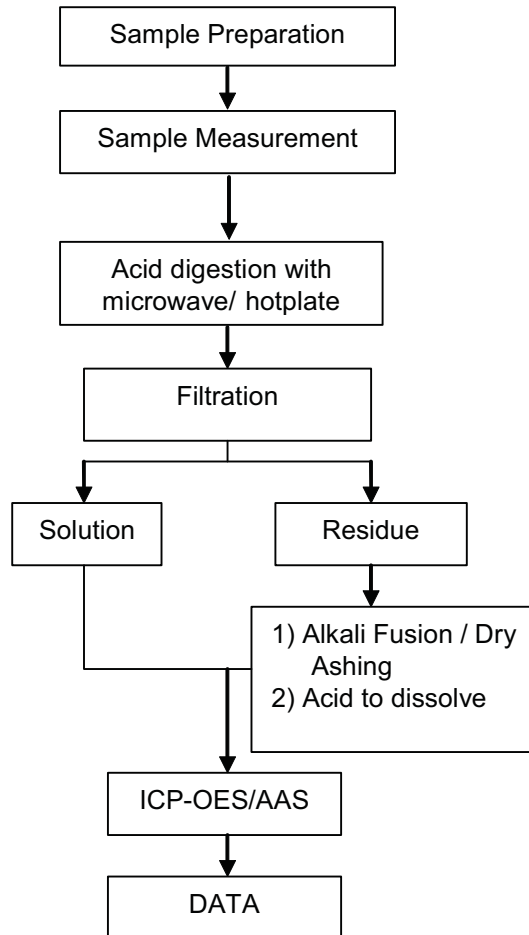 Sample Preparation
Sample Measurement
Acid digestion with
microwave/ hotplate
Filtration
Solution
Residue
1) Alkali Fusion / Dry
Ashing
2) Acid to dissolve
ICP-OES/AAS
DATA